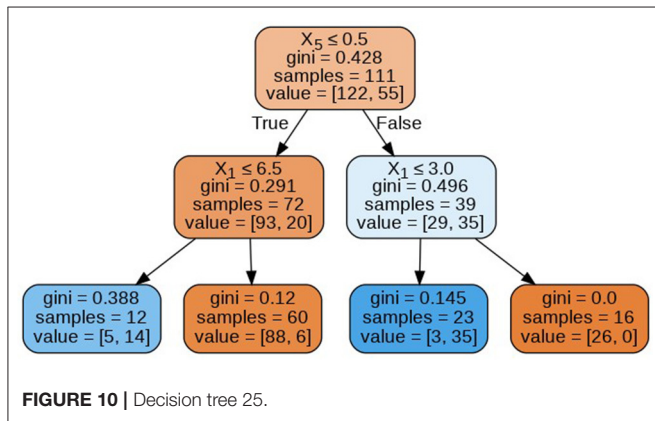 X5 ≤ 0.5
gini = 0.428
samples = 111
value = [122, 55]
True
False
X1 ≤ 6.5
gini = 0.291
samples = 72
value = [93, 20]
X1 ≤ 3.0
gini = 0.496
samples = 39
value = [29, 35]
gini = 0.388
samples = 12
value = [5, 14]
gini = 0.12
samples = 60
value = [88, 6]
gini = 0.145
samples = 23
value = [3, 35]
gini = 0.0
samples = 16
value = [26, 0]
FIGURE 10 | Decision tree 25.